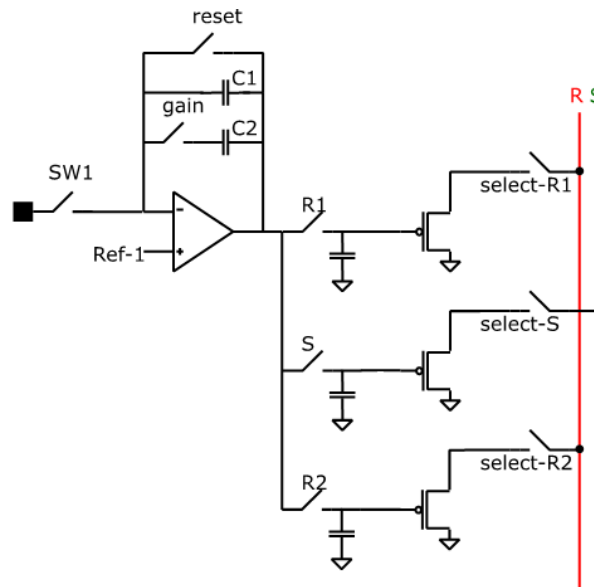 reset
C1
gain
C2
R S
SW1
select-R1
R1
Ref-1
select-S
S
select-R2
R2